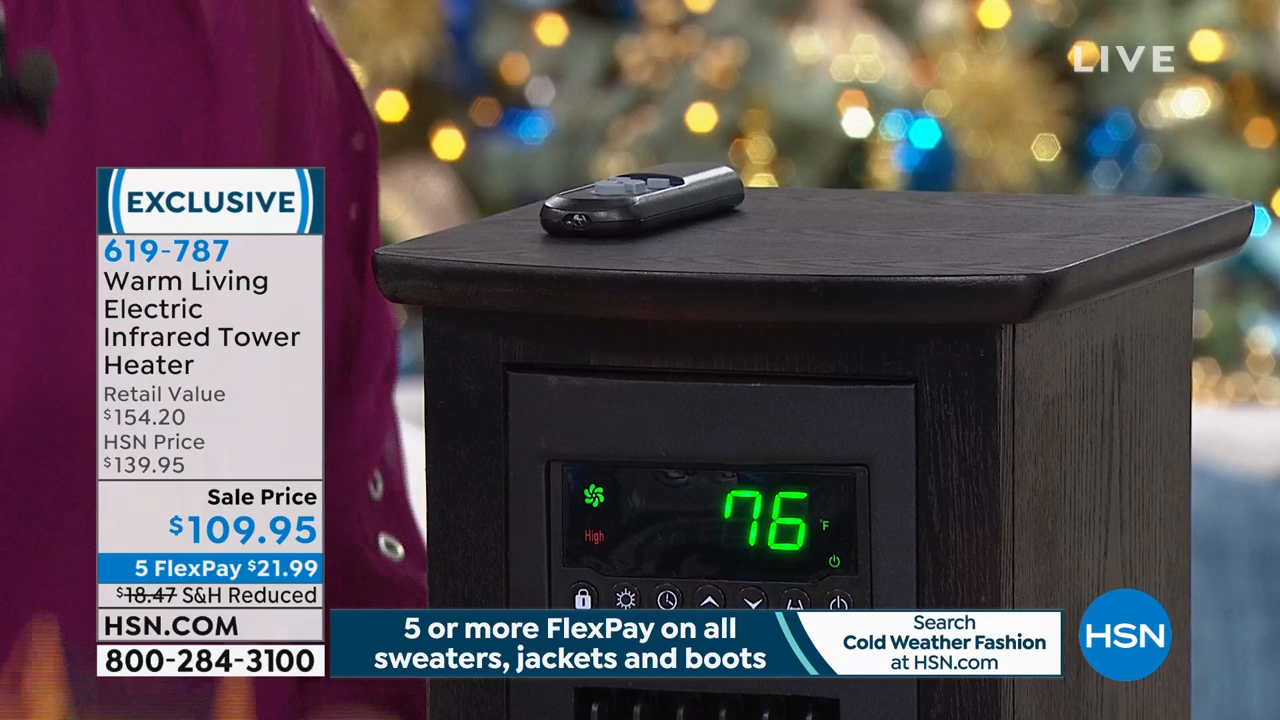 LIVE
EXCLUSIVE
619-787
Warm Living
Electric
Infrared Tower
Heater
Retail Value
$154.20
HSN Price
$139.95
Sale Price
$109.95
5 FlexPay $21.99
$18.47 S&H Reduced
HSN.COM
800-284-3100
High
76
°F
5 or more FlexPay on all
sweaters, jackets and boots
Search
Cold Weather Fashion
at HSN.com
HSN